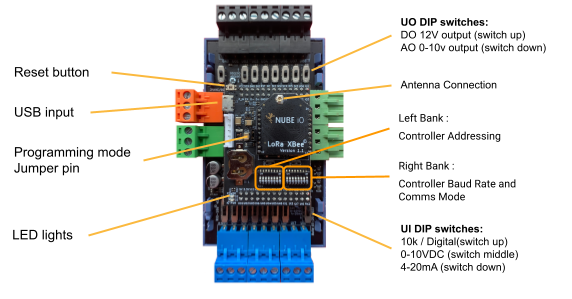 Reset button
USB input
Programming mode
Jumper pin
LED lights
NUBE iO
LoRa XBee
Version 1.1
UO DIP switches:
DO 12V output (switch up)
AO 0-10v output (switch down)
Antenna Connection
Left Bank :
Controller Addressing
Right Bank :
Controller Baud Rate and
Comms Mode
UI DIP switches:
10k / Digital(switch up)
0-10VDC (switch middle)
4-20mA (switch down)